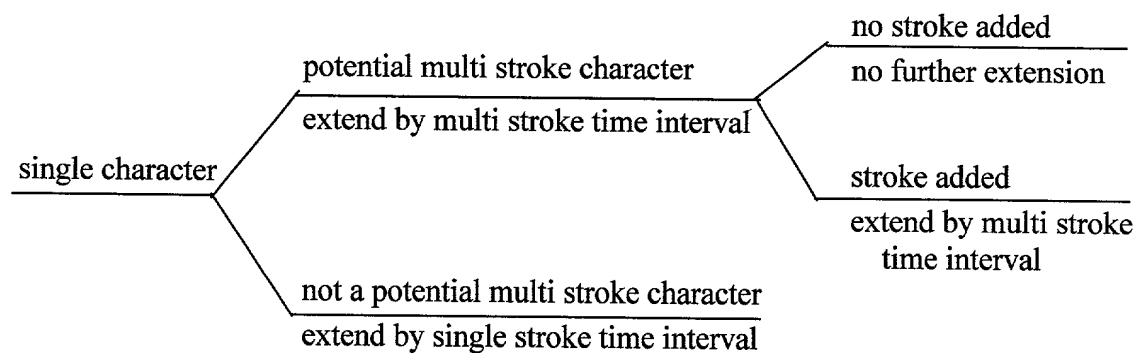 no stroke added
no further extension
potential multi stroke character
extend by multi stroke time interval
single character
stroke added
extend by multi stroke
time interval
not a potential multi stroke character
extend by single stroke time interval